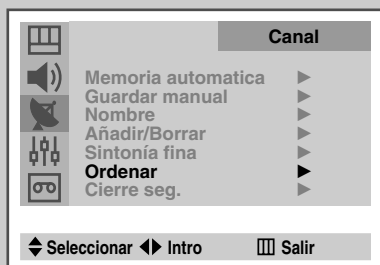 Canal
Memoria automatica
Guardar manual
Nombre
Añadir/Borrar
Sintonía fina
Ordenar
Cierre seg.
Seleccionar Intro Salir